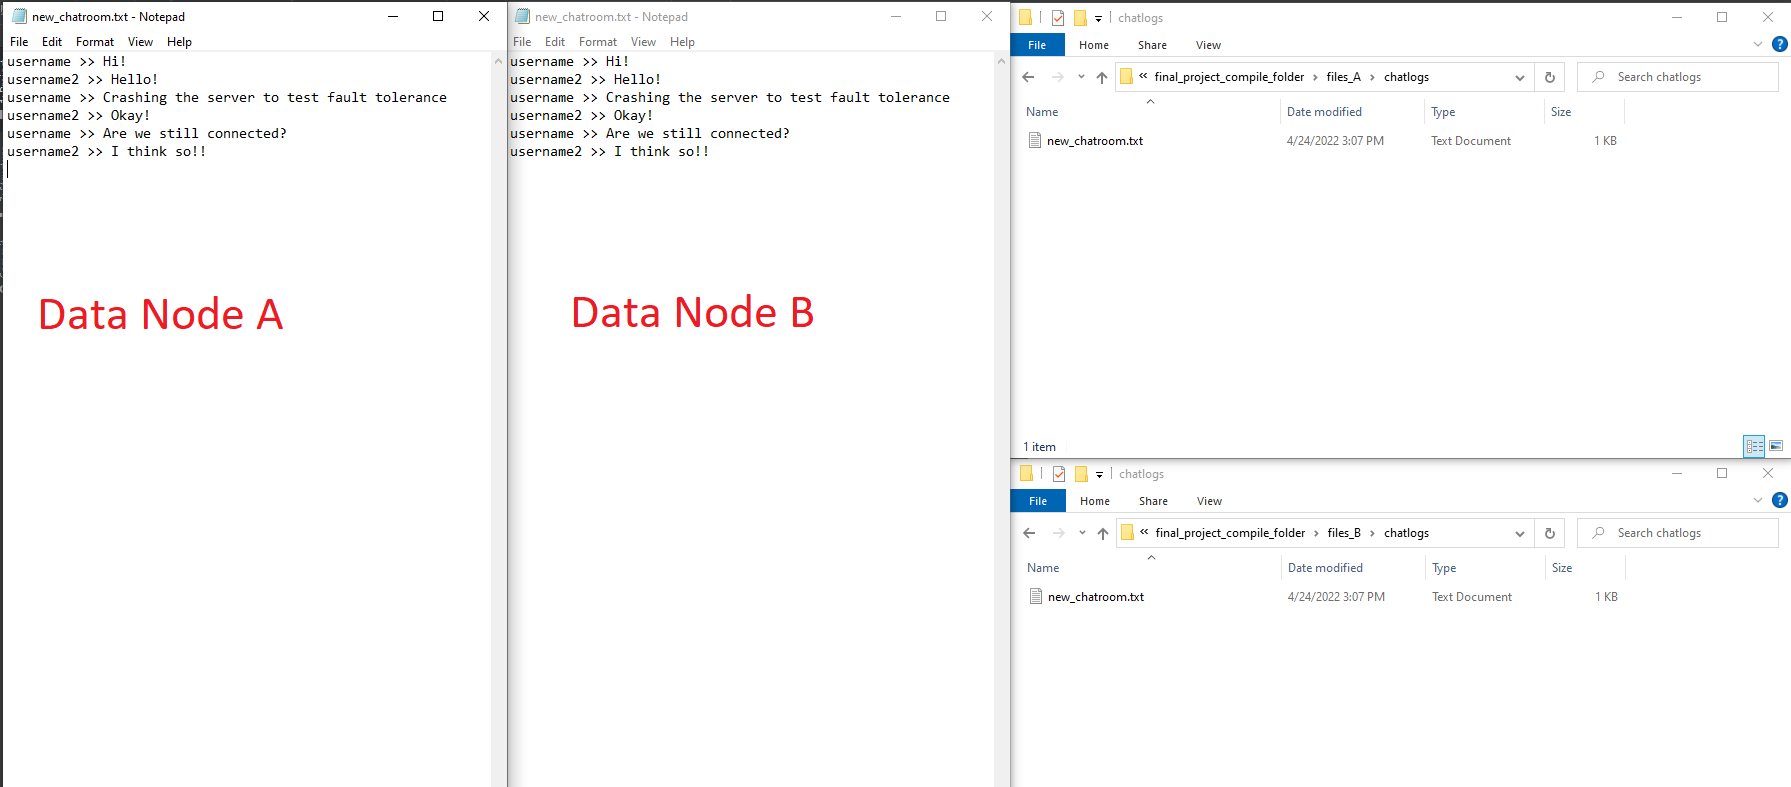 new_chatroom.txt - Notepad
File Edit Format View Help
username >> Hi!
username2 >> Hello!
username >> Crashing the server to test fault tolerance
username2 >> Okay!
username >> Are we still connected?
username2 >> I think so!!
Data Node A
new_chatroom.txt - Notepad
File Edit Format View Help
username >> Hi!
username2 >> Hello!
username >> Crashing the server to test fault tolerance
username2 >> Okay!
username >> Are we still connected?
username2 >> I think so!!
Data Node B
chatlogs
File Home Share View
« final_project_compile_folder > files_A > chatlogs Search chatlogs
Name Date modified Type Size
new_chatroom.txt 4/24/2022 3:07 PM Text Document 1 KB
1 item
chatlogs
File Home Share View
« final_project_compile_folder > files_B > chatlogs Search chatlogs
Name Date modified Type Size
new_chatroom.txt 4/24/2022 3:07 PM Text Document 1 KB